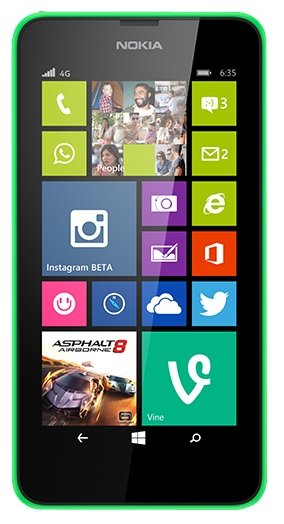 NOKIA
4G
6:35
3
People
2
Instagram BETA
ASPHALT 8
AIRBORNE
Vine